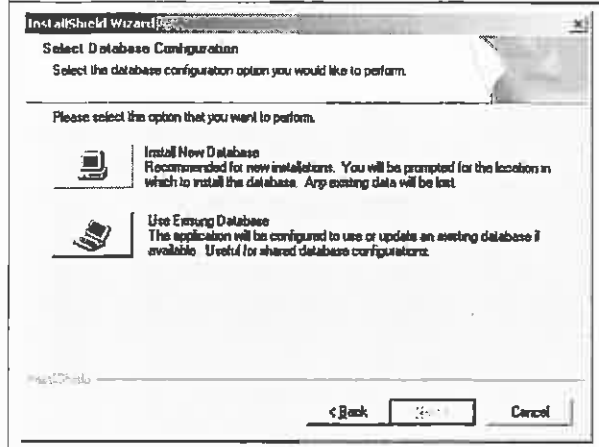 InstallShield Wizard
Select Database Configuration
Select the database configuration option you would like to perform.
Please select the option that you want to perform.
Install New Database
Recommended for new installations. You will be prompted for the location in
which to install the database. Any existing data will be lost.
Use Existing Database
The application will be configured to use or update an existing database if
available. Useful for shared database configurations.
InstallShield
< Back
Cancel